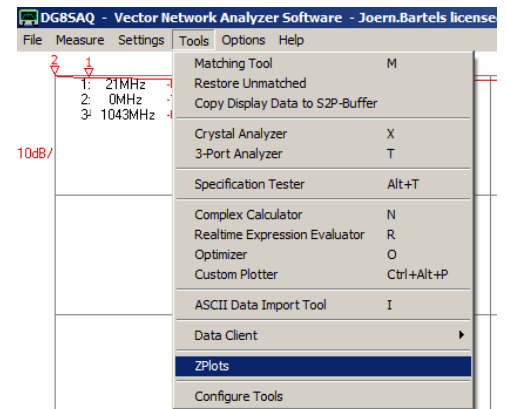 DG8SAQ - Vector Network Analyzer Software - Joern.Bartels license
File Measure Settings Tools Options Help
2 1
1: 21MHz
2: 0MHz
3: 1043MHz
10dB/
Matching Tool M
Restore Unmatched
Copy Display Data to S2P-Buffer
Crystal Analyzer X
3-Port Analyzer T
Specification Tester Alt+T
Complex Calculator N
Realtime Expression Evaluator R
Optimizer O
Custom Plotter Ctrl+Alt+P
ASCII Data Import Tool I
Data Client
ZPlots
Configure Tools